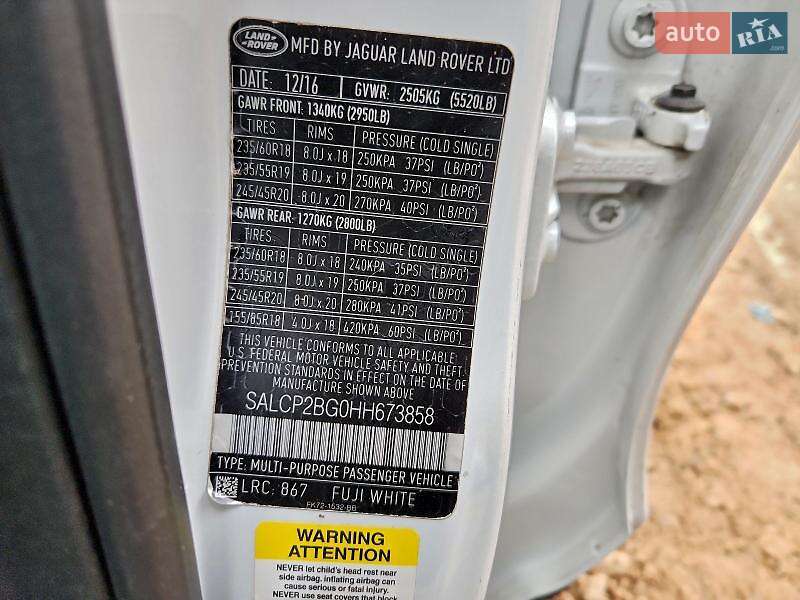 auto RIA
.com
LAND ROVER MFD BY JAGUAR LAND ROVER LTD
DATE: 12/16 GVWR: 2505KG (5520LB)
GAWR FRONT: 1340KG (2950LB)
TIRES RIMS PRESSURE (COLD SINGLE)
235/60R18 8.0J x 18 250KPA 37PSI (LB/PO²)
235/55R19 8.0J x 19 250KPA 37PSI (LB/PO²)
245/45R20 8.0J x 20 270KPA 40PSI (LB/PO²)
GAWR REAR: 1270KG (2800LB)
TIRES RIMS PRESSURE (COLD SINGLE)
235/60R18 8.0J x 18 240KPA 35PSI (LB/PO²)
235/55R19 8.0J x 19 250KPA 37PSI (LB/PO²)
245/45R20 8.0J x 20 280KPA 41PSI (LB/PO²)
155/85R18 4.0J x 18 420KPA 60PSI (LB/PO²)
THIS VEHICLE CONFORMS TO ALL APPLICABLE
U.S. FEDERAL MOTOR VEHICLE SAFETY AND THEFT
PREVENTION STANDARDS IN EFFECT ON THE DATE OF
MANUFACTURE SHOWN ABOVE
SALCP2BG0HH673858
TYPE: MULTI-PURPOSE PASSENGER VEHICLE
LRC: 867 FUJI WHITE
FK72-1532-BB
WARNING
ATTENTION
NEVER let child's head rest near
side airbag. inflating airbag can
cause serious or fatal injury.
NEVER use seat covers that block